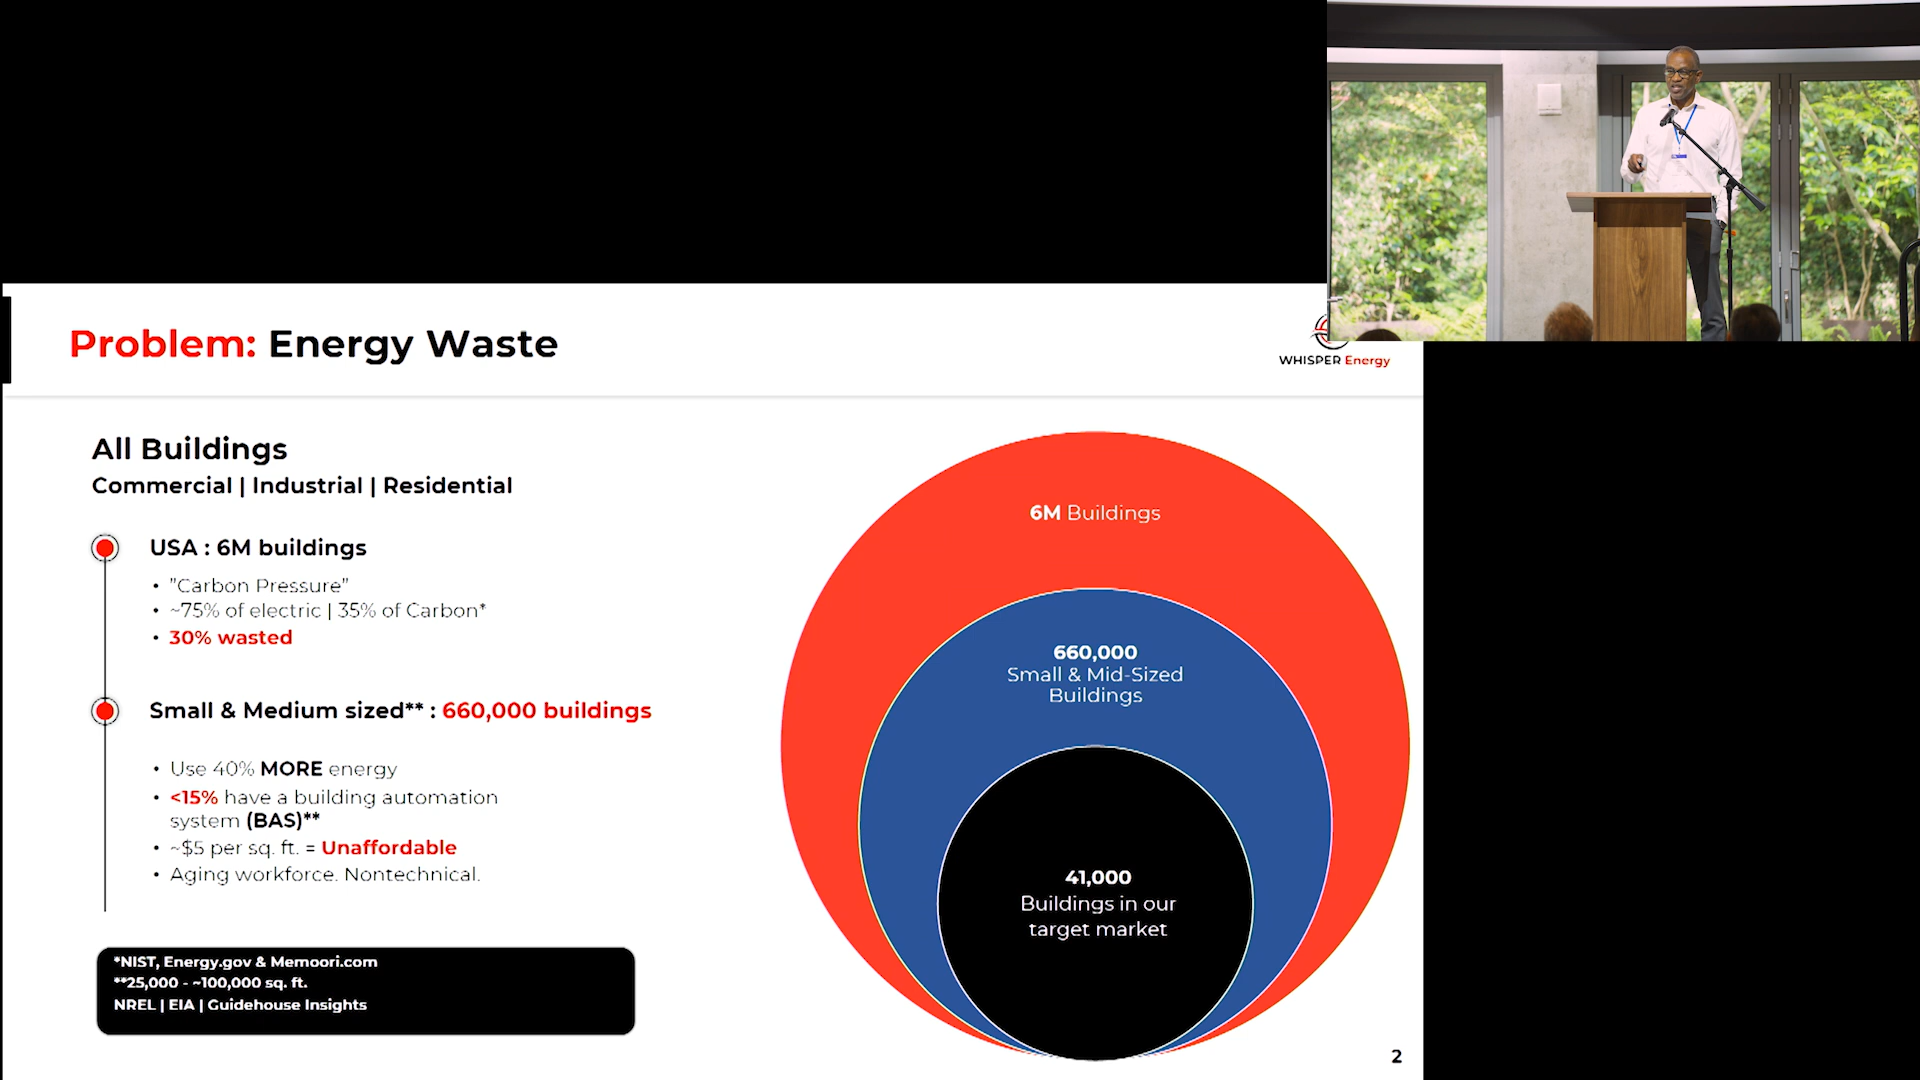 Problem: Energy Waste
WHISPER Energy
All Buildings
Commercial | Industrial | Residential
USA : 6M buildings
• "Carbon Pressure"
• ~75% of electric | 35% of Carbon*
• 30% wasted
Small & Medium sized** : 660,000 buildings
• Use 40% MORE energy
• <15% have a building automation
system (BAS)**
• ~$5 per sq. ft. = Unaffordable
• Aging workforce. Nontechnical.
*NIST, Energy.gov & Memoori.com
**25,000 - ~100,000 sq. ft.
NREL | EIA | Guidehouse Insights
6M Buildings
660,000
Small & Mid-Sized
Buildings
41,000
Buildings in our
target market
2